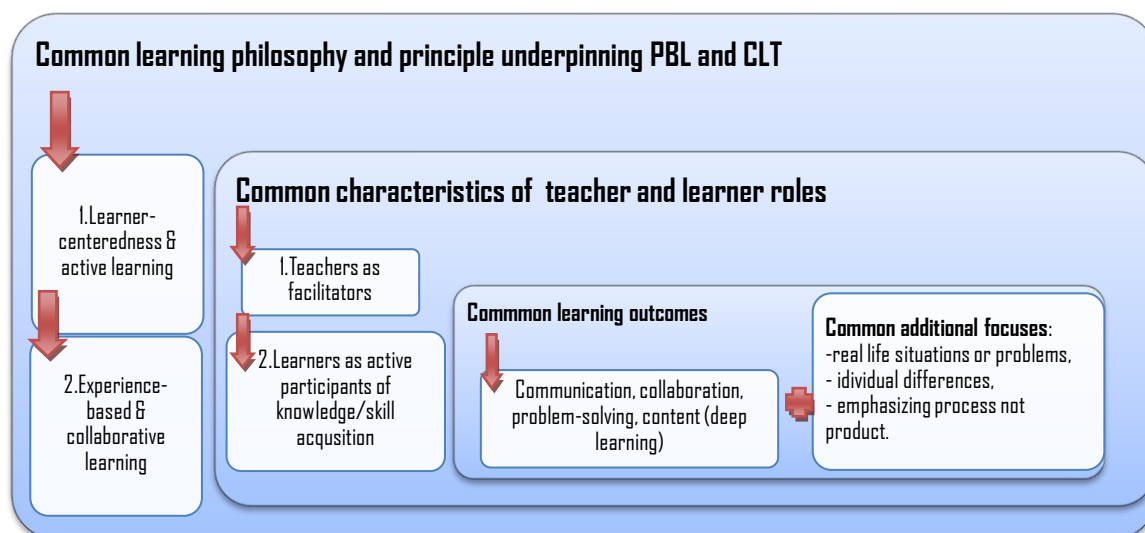 Common learning philosophy and principle underpinning PBL and CLT
1.Learner-
centeredness &
active learning
2.Experience-
based &
collaborative
learning
Common characteristics of teacher and learner roles
1.Teachers as
facilitators
2.Learners as active
participants of
knowledge/skill
acqusition
Commmon learning outcomes
Communication, collaboration,
problem-solving, content (deep
learning)
Common additional focuses:
-real life situations or problems,
- idividual differences,
- emphasizing process not
product.